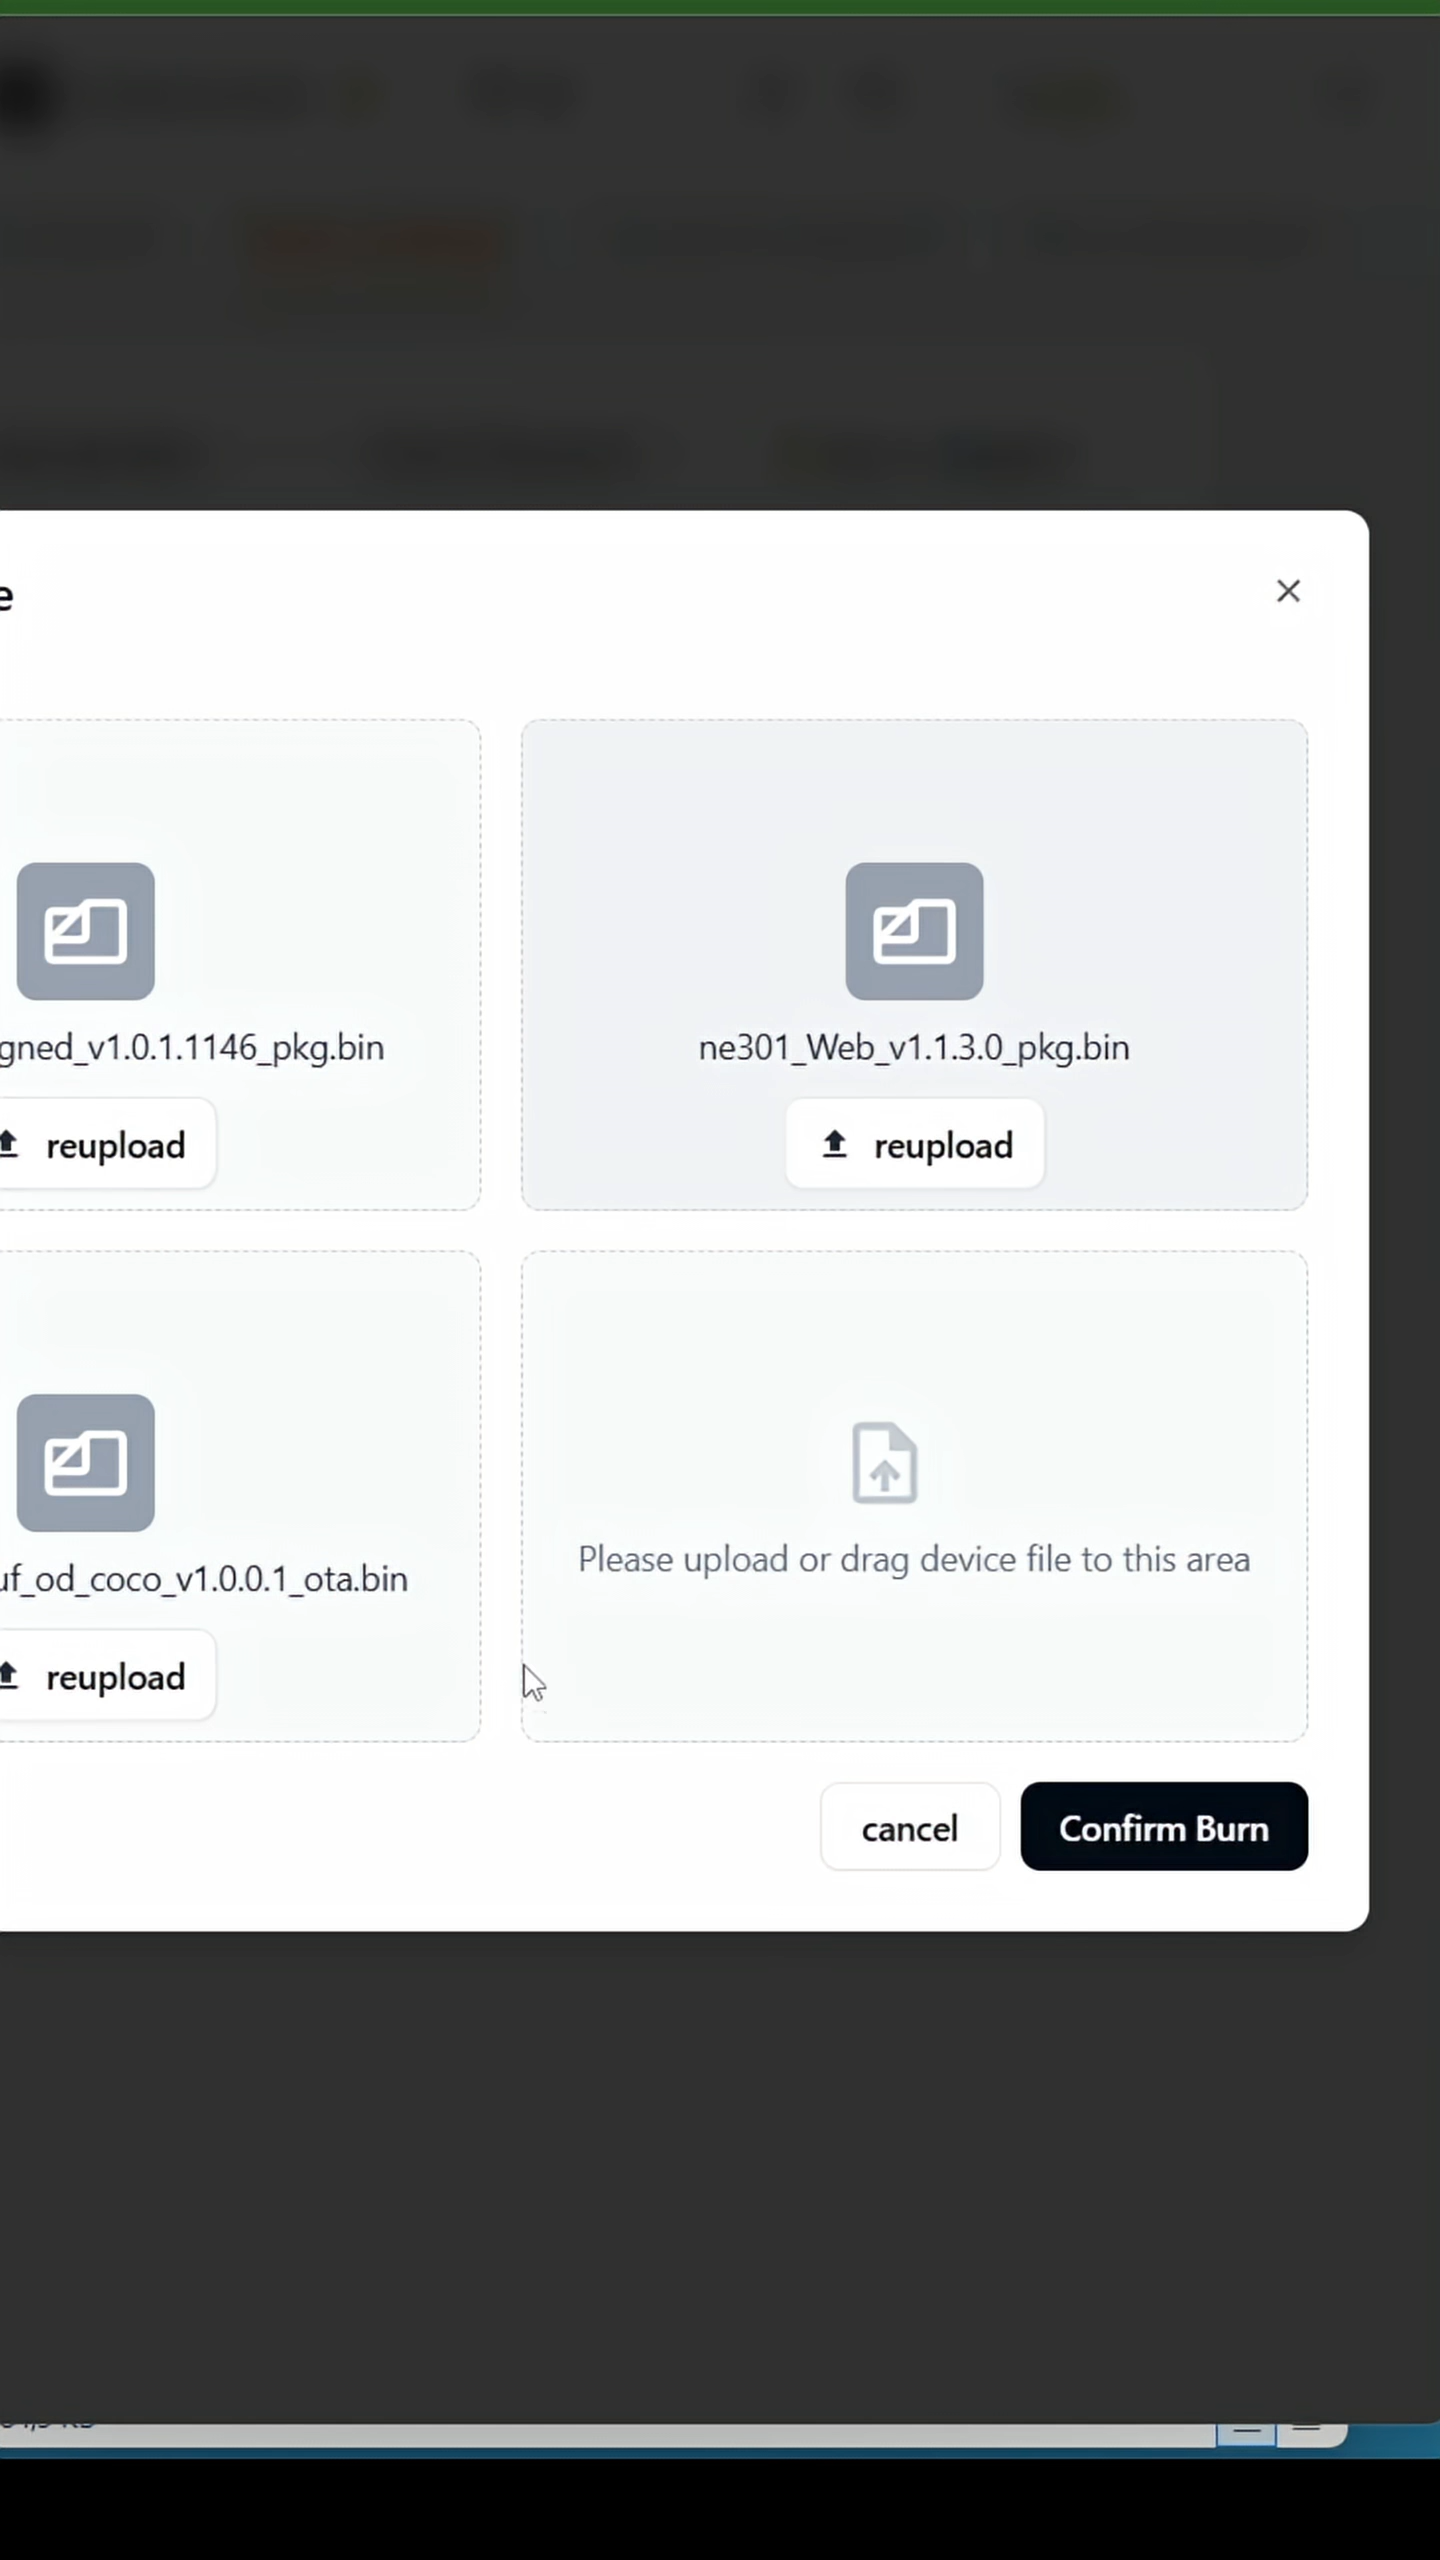 e
gned_v1.0.1.1146_pkg.bin
ne301_Web_v1.1.3.0_pkg.bin
reupload
reupload
uf_od_coco_v1.0.0.1_ota.bin
Please upload or drag device file to this area
reupload
cancel
Confirm Burn